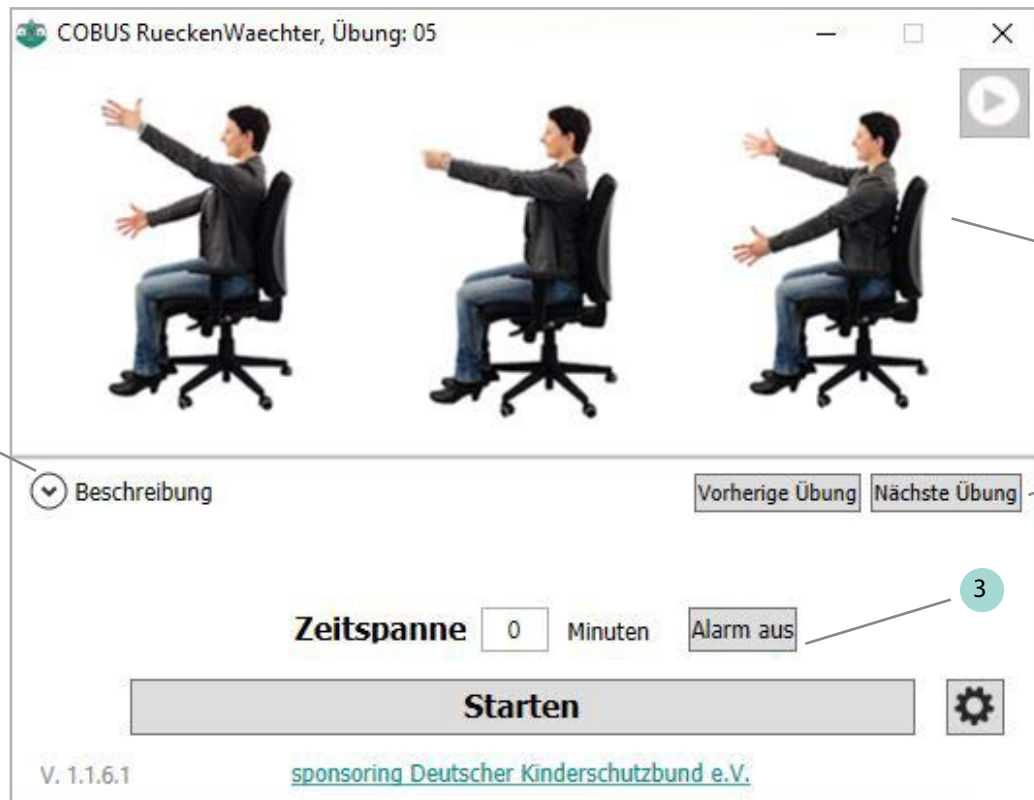 COBUS RueckenWaechter, Übung: 05
Beschreibung
Vorherige Übung
Nächste Übung
3
Zeitspanne 0 Minuten Alarm aus
Starten
V. 1.1.6.1
sponsoring Deutscher Kinderschutzbund e.V.